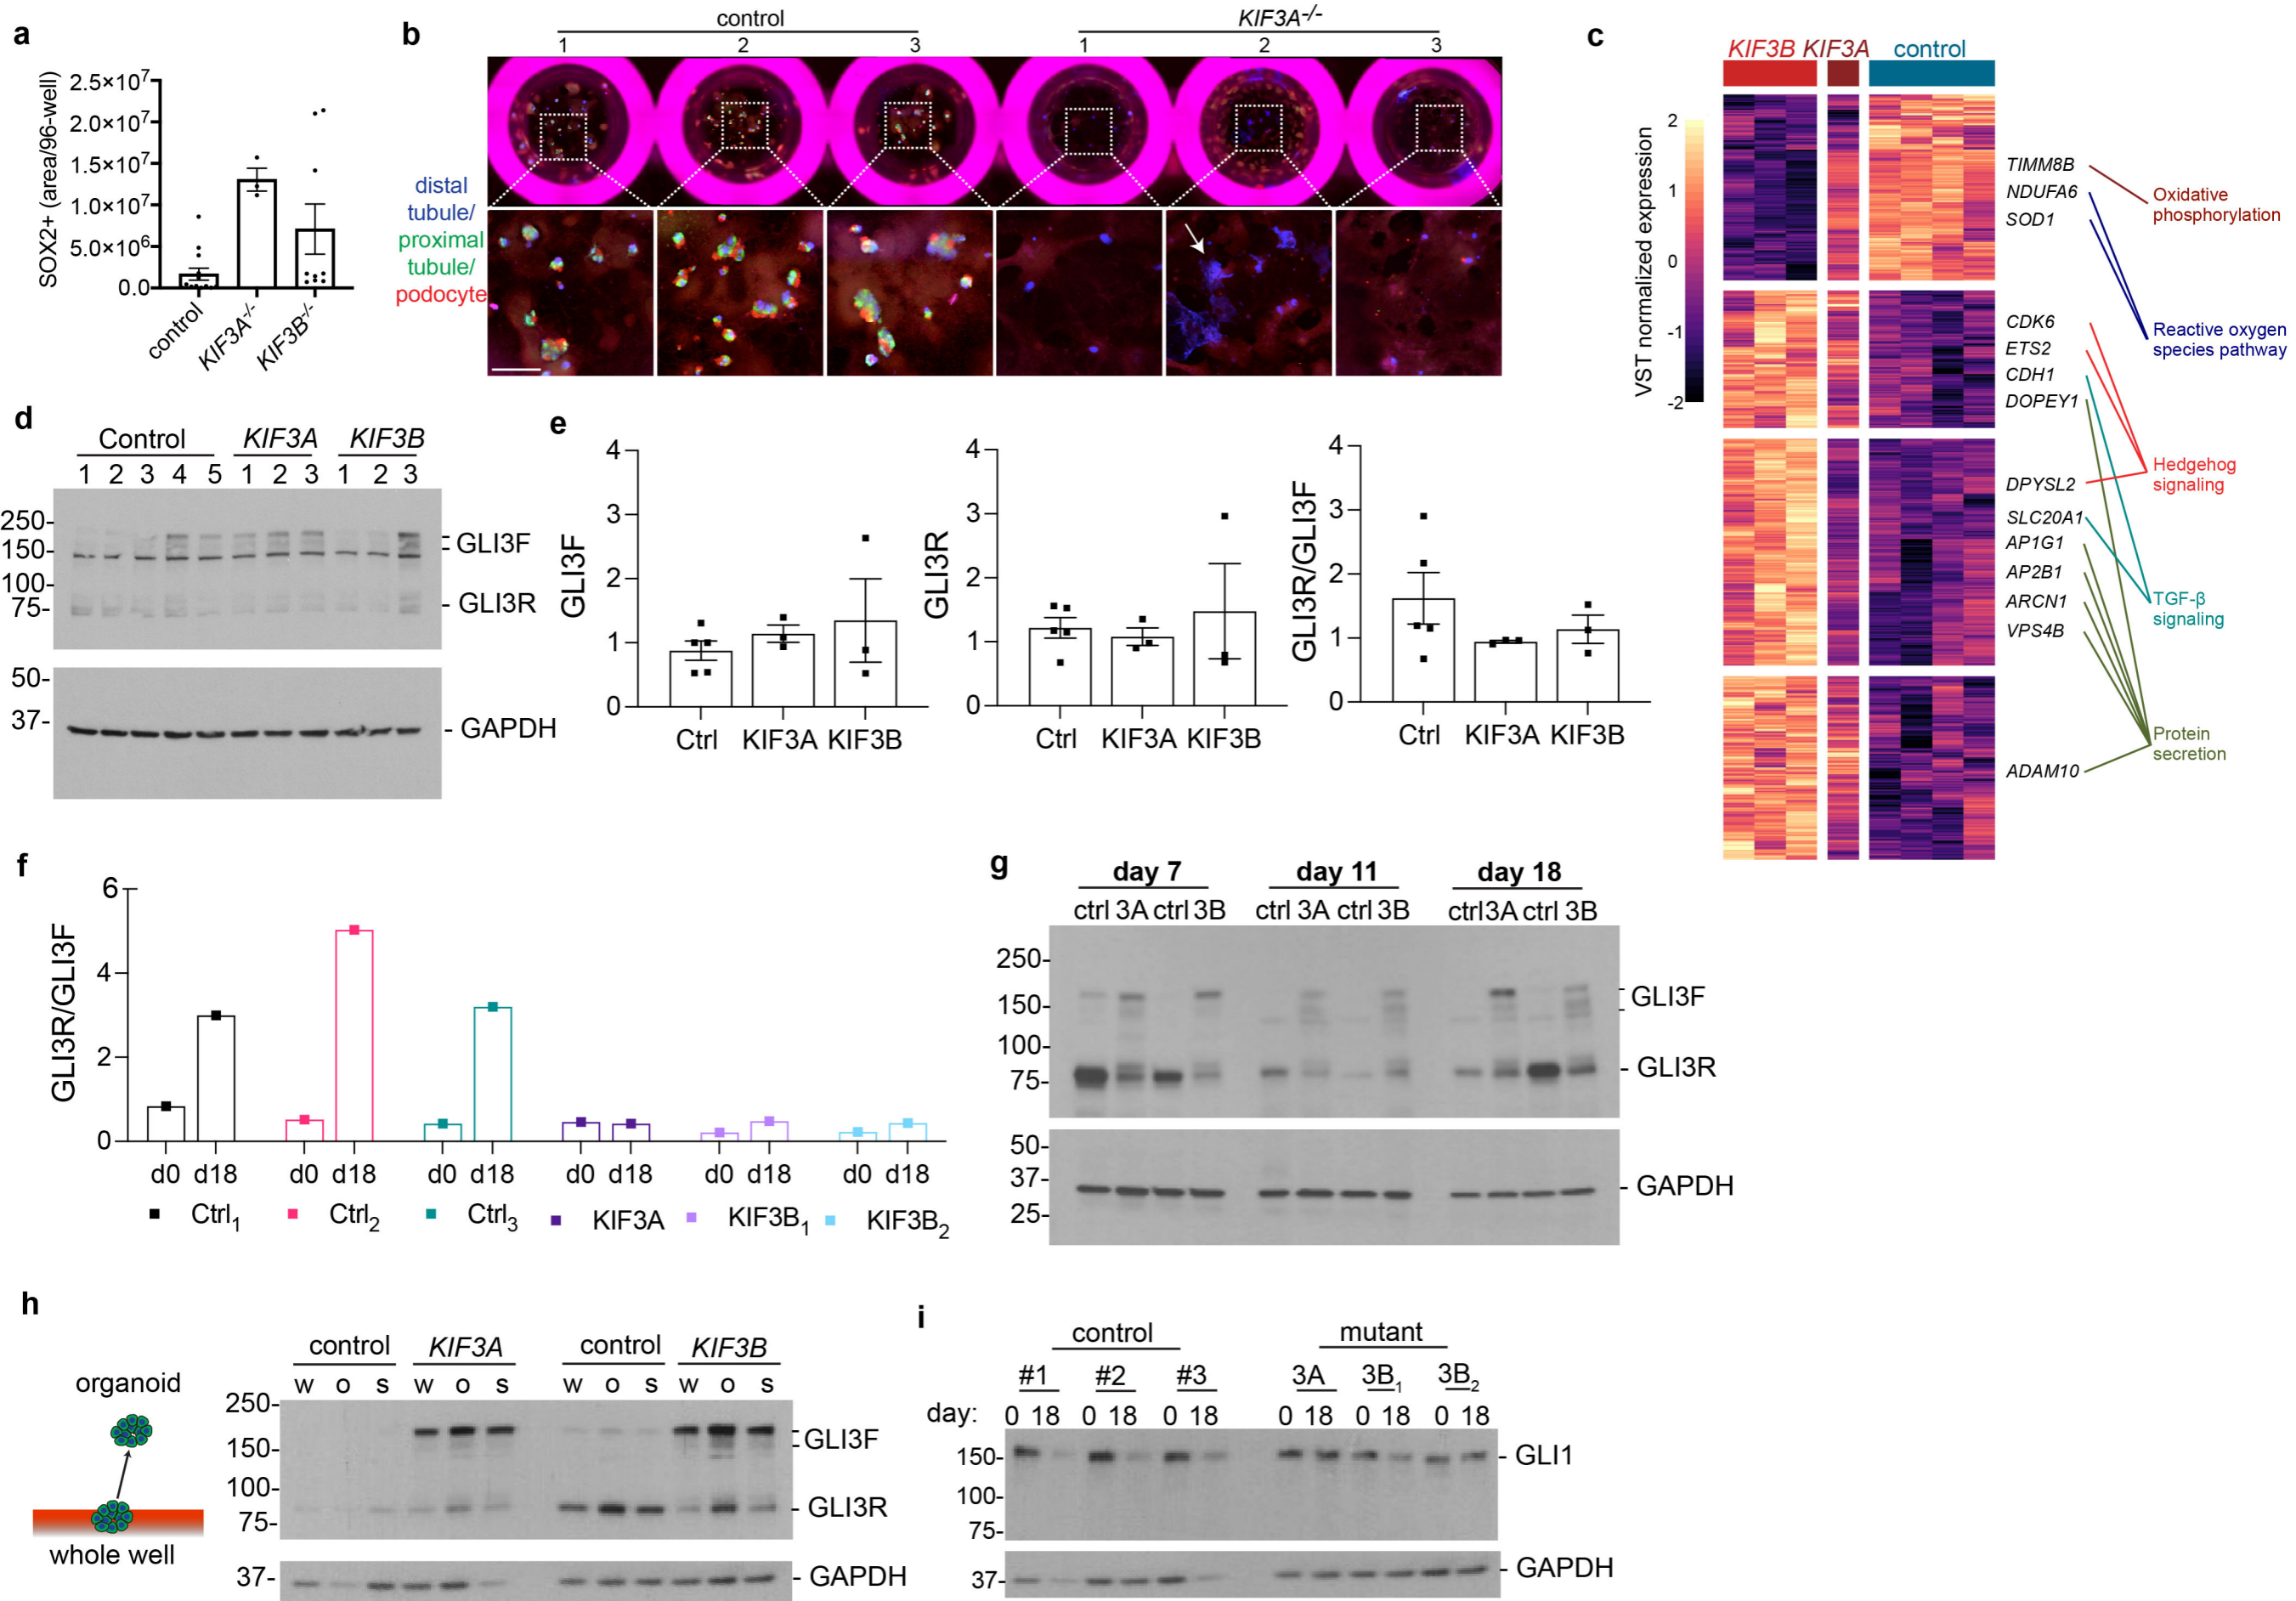 a
SOX2+ (area/96-well)
2.5×10⁷
2.0×10⁷
1.5×10⁷
1.0×10⁷
5.0×10⁶
0.0
control
KIF3A-/-
KIF3B-/-
b
control
KIF3A-/-
1 2 3 1 2 3
distal
tubule/
proximal
tubule/
podocyte
c
KIF3B KIF3A control
VST normalized expression
2
1
0
-1
-2
TIMM8B
NDUFA6
SOD1
CDK6
ETS2
CDH1
DOPEY1
DPYSL2
SLC20A1
AP1G1
AP2B1
ARCN1
VPS4B
ADAM10
Oxidative
phosphorylation
Reactive oxygen
species pathway
Hedgehog
signaling
TGF-β
signaling
Protein
secretion
d
Control KIF3A KIF3B
1 2 3 4 5 1 2 3 1 2 3
250-
150-
100-
75-
GLI3F
- GLI3R
50-
37-
- GAPDH
e
GLI3F
4
3
2
1
0
Ctrl KIF3A KIF3B
GLI3R
4
3
2
1
0
Ctrl KIF3A KIF3B
GLI3R/GLI3F
4
3
2
1
0
Ctrl KIF3A KIF3B
f
GLI3R/GLI3F
6
4
2
0
d0 d18 d0 d18 d0 d18 d0 d18 d0 d18 d0 d18
Ctrl₁ Ctrl₂ Ctrl₃ KIF3A KIF3B₁ KIF3B₂
g
day 7 day 11 day 18
ctrl 3A ctrl 3B ctrl 3A ctrl 3B ctrl 3A ctrl 3B
250-
150-
100-
75-
GLI3F
- GLI3R
50-
37-
25-
- GAPDH
h
organoid
whole well
control KIF3A control KIF3B
w o s w o s w o s w o s
250-
150-
100-
75-
GLI3F
- GLI3R
37-
- GAPDH
i
control mutant
#1 #2 #3 3A 3B₁ 3B₂
day: 0 18 0 18 0 18 0 18 0 18 0 18
150-
100-
75-
- GLI1
37-
- GAPDH